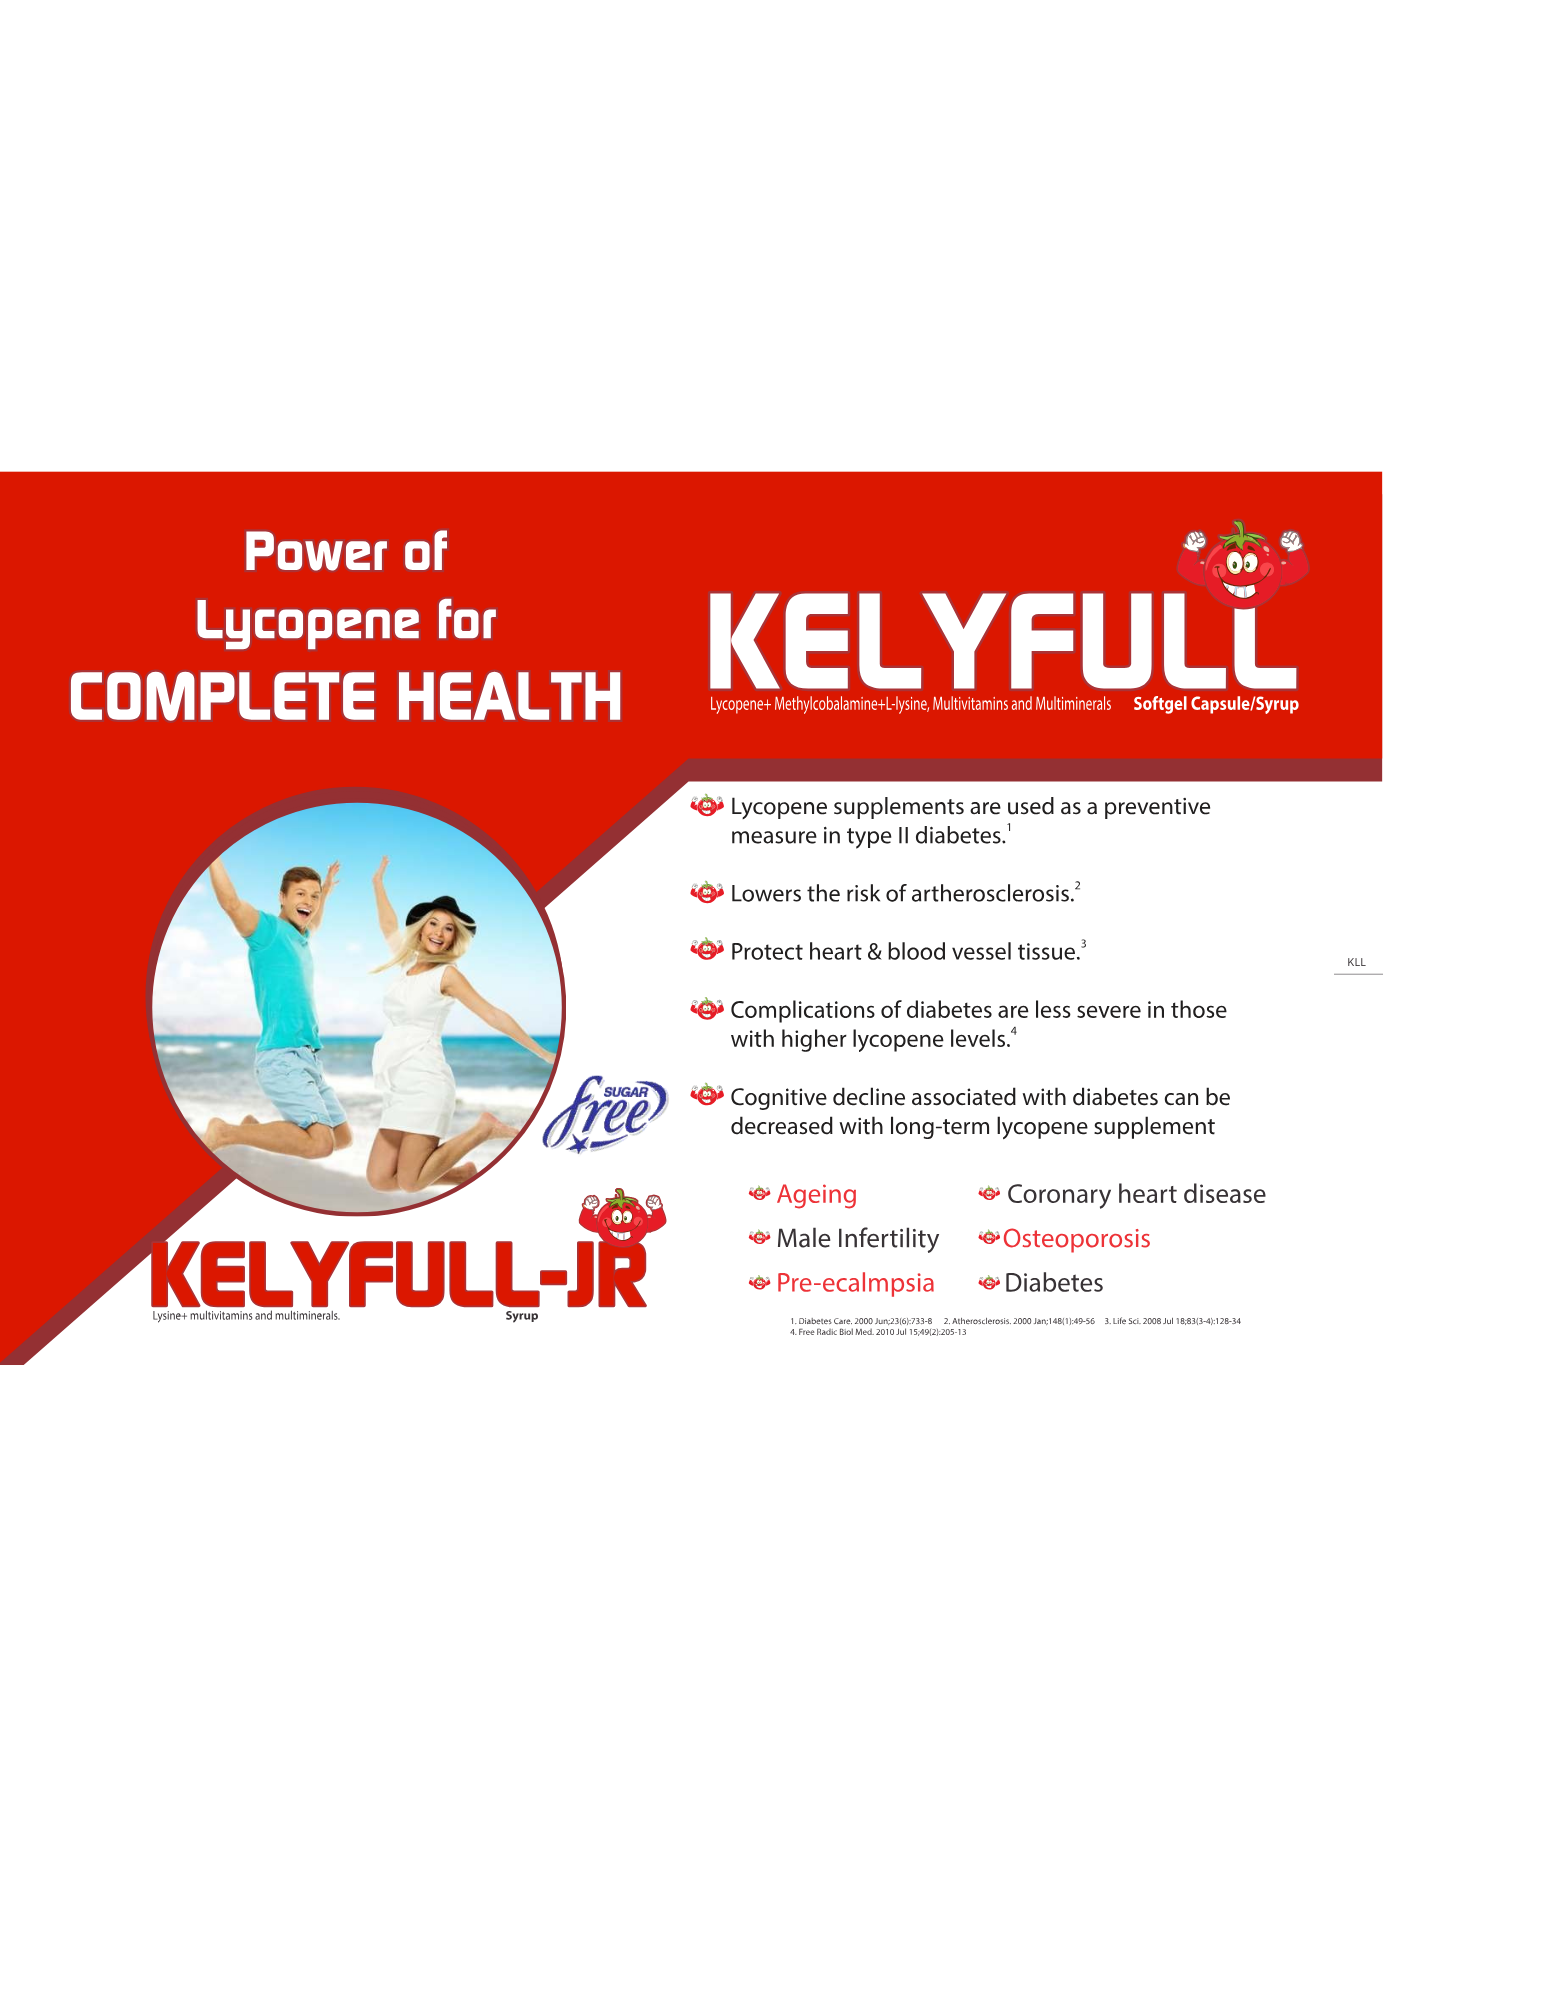 Power of
Lycopene for
COMPLETE HEALTH
KELYFULL
Lycopene+ Methylcobalamine+L-lysine, Multivitamins and Multiminerals Softgel Capsule/Syrup
Lycopene supplements are used as a preventive
measure in type II diabetes.1
Lowers the risk of artherosclerosis.2
Protect heart & blood vessel tissue.3
Complications of diabetes are less severe in those
with higher lycopene levels.4
Cognitive decline associated with diabetes can be
decreased with long-term lycopene supplement
Ageing
Coronary heart disease
Male Infertility
Osteoporosis
Pre-ecalmpsia
Diabetes
1. Diabetes Care. 2000 Jun;23(6):733-8 2. Atherosclerosis. 2000 Jan;148(1):49-56 3. Life Sci. 2008 Jul 18;83(3-4):128-34
4. Free Radic Biol Med. 2010 Jul 15;49(2):205-13
KLL
SUGAR
free
KELYFULL-JR
Lysine+ multivitamins and multiminerals. Syrup